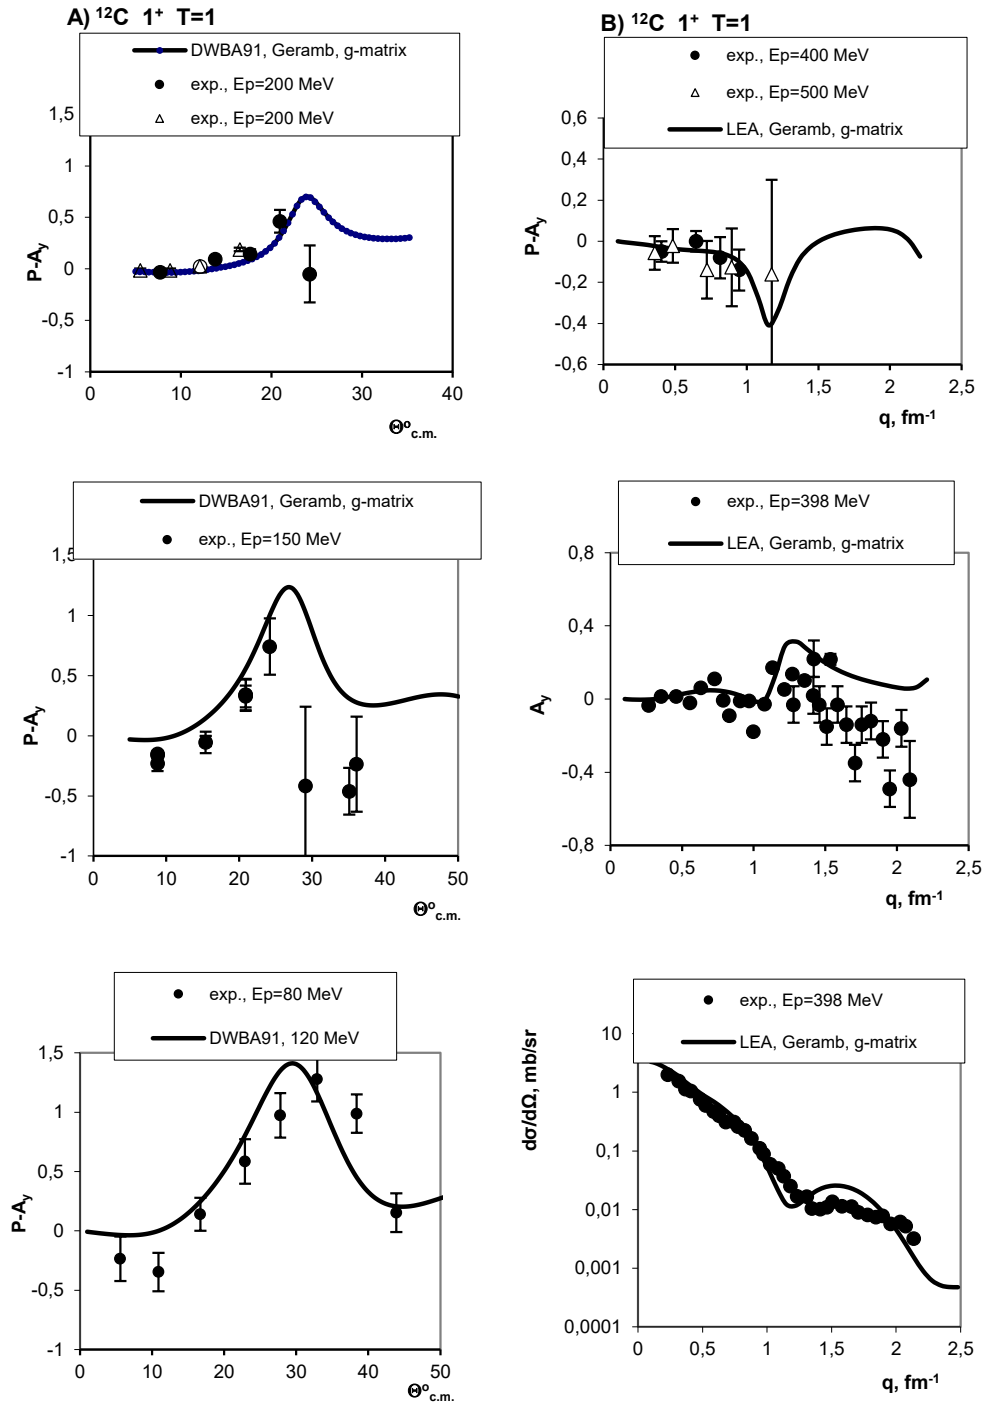 A) ¹²C 1⁺ T=1
DWBA91, Geramb, g-matrix
exp., Ep=200 MeV
exp., Ep=200 MeV
1,5
1
0,5
0
-0,5
-1
P-Ay
0 10 20 30 40
Θ° c.m.
B) ¹²C 1⁺ T=1
exp., Ep=400 MeV
exp., Ep=500 MeV
LEA, Geramb, g-matrix
0,6
0,4
0,2
0
-0,2
-0,4
-0,6
P-Ay
0 0,5 1 1,5 2 2,5
q, fm⁻¹
DWBA91, Geramb, g-matrix
exp., Ep=150 MeV
1,5
1
0,5
0
-0,5
-1
P-Ay
0 10 20 30 40 50
Θ° c.m.
exp., Ep=398 MeV
LEA, Geramb, g-matrix
0,8
0,4
0
-0,4
-0,8
Ay
0 0,5 1 1,5 2 2,5
q, fm⁻¹
exp., Ep=80 MeV
DWBA91, 120 MeV
1,5
1
0,5
0
-0,5
-1
P-Ay
0 10 20 30 40 50
Θ° c.m.
exp., Ep=398 MeV
LEA, Geramb, g-matrix
10
1
0,1
0,01
0,001
0,0001
dσ/dΩ, mb/sr
0 0,5 1 1,5 2 2,5
q, fm⁻¹